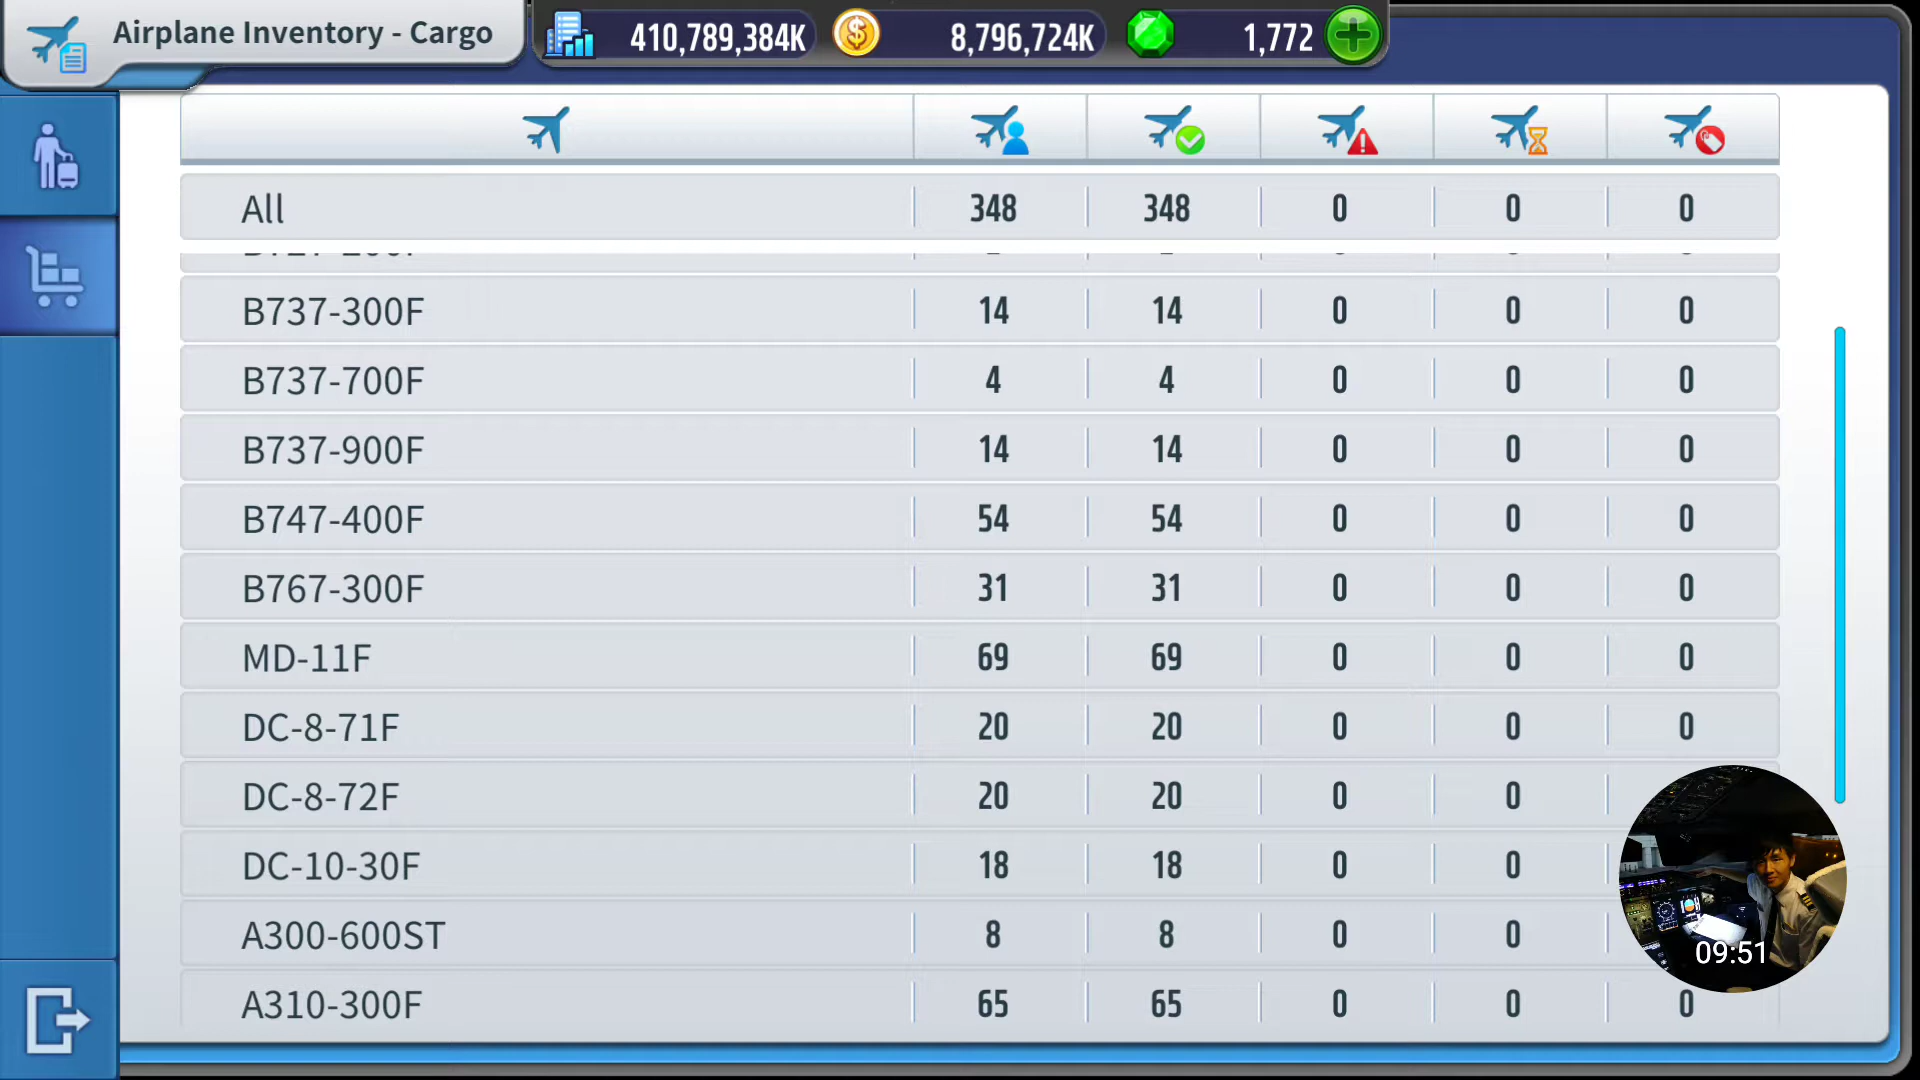 Airplane Inventory - Cargo
410,789,384K
8,796,724K
1,772
All 348 348 0 0 0
B737-300F 14 14 0 0 0
B737-700F 4 4 0 0 0
B737-900F 14 14 0 0 0
B747-400F 54 54 0 0 0
B767-300F 31 31 0 0 0
MD-11F 69 69 0 0 0
DC-8-71F 20 20 0 0 0
DC-8-72F 20 20 0 0
DC-10-30F 18 18 0 0
A300-600ST 8 8 0 0
09:51
A310-300F 65 65 0 0 0